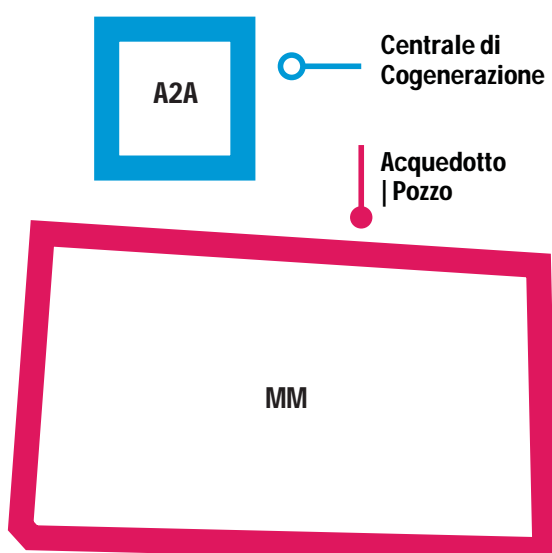 A2A
Centrale di
Cogenerazione
Acquedotto
| Pozzo
MM